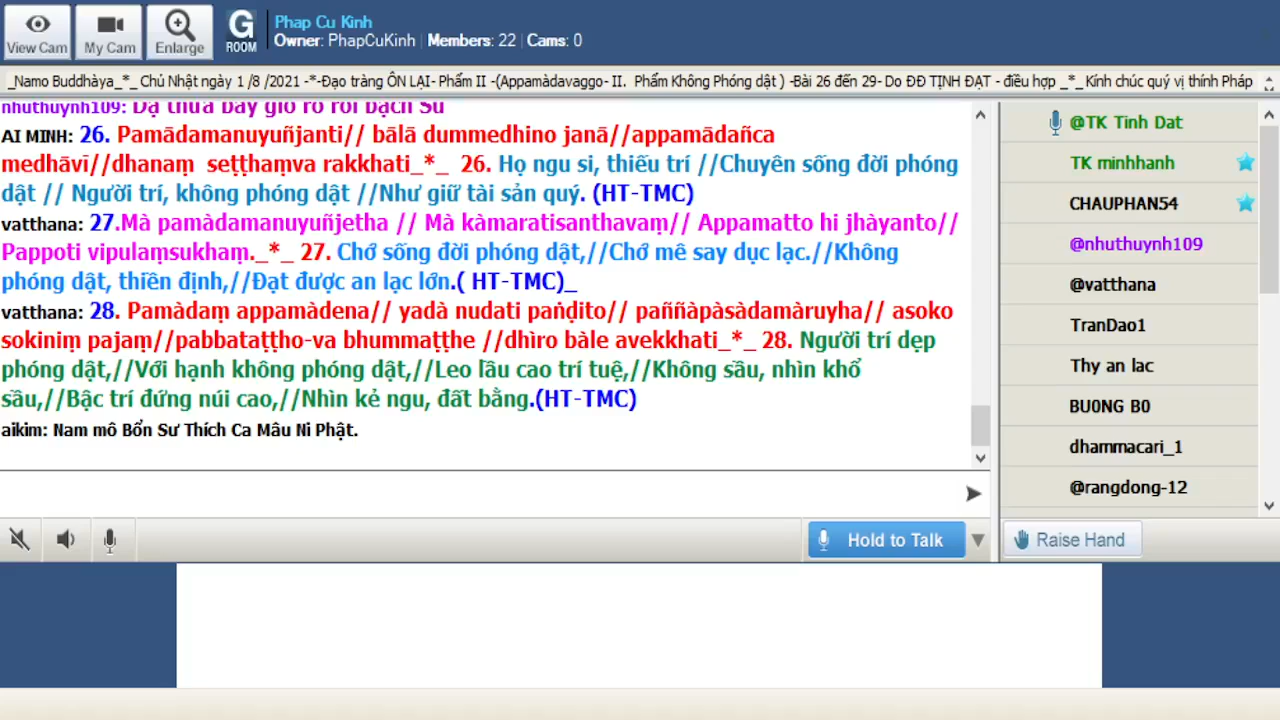 View Cam
My Cam
Enlarge
G
ROOM
Phap Cu Kinh
Owner: PhapCuKinh | Members: 22 | Cams: 0
_Namo Buddhàya_*_ Chủ Nhật ngày 1 /8 /2021 -*-Đạo tràng ÔN LẠI- Phẩm II -(Appamàdavaggo- II.  Phẩm Không Phóng dật ) -Bài 26 đến 29- Do ĐĐ TỊNH ĐẠT - điều hợp _*_Kính chúc quý vị thính Pháp
nhuthuynh109: Dạ thưa bây giờ rõ rồi bạch Sư
AI MINH: 26. Pamādamanuyuñjanti// bālā dummedhino janā//appamādañca
medhāvī//dhanaṃ  seṭṭhaṃva rakkhati_*_  26. Họ ngu si, thiếu trí //Chuyên sống đời phóng
dật // Người trí, không phóng dật //Như giữ tài sản quý. (HT-TMC)
vatthana: 27.Mà pamàdamanuyuñjetha // Mà kàmaratisanthavaṃ// Appamatto hi jhàyanto//
Pappoti vipulaṃsukhaṃ._*_ 27. Chớ sống đời phóng dật,//Chớ mê say dục lạc.//Không
phóng dật, thiền định,//Đạt được an lạc lớn.( HT-TMC)_
vatthana: 28. Pamàdaṃ appamàdena// yadà nudati paṅḍito// paññàpàsàdamàruyha// asoko
sokiniṃ pajaṃ//pabbataṭṭho-va bhummaṭṭhe //dhìro bàle avekkhati_*_ 28. Người trí dẹp
phóng dật,//Với hạnh không phóng dật,//Leo lầu cao trí tuệ,//Không sầu, nhìn khổ
sầu,//Bậc trí đứng núi cao,//Nhìn kẻ ngu, đất bằng.(HT-TMC)
aikim: Nam mô Bổn Sư Thích Ca Mâu Ni Phật.
@TK Tinh Dat
TK minhhanh
CHAUPHAN54
@nhuthuynh109
@vatthana
TranDao1
Thy an lac
BU0NG B0
dhammacari_1
@rangdong-12
Hold to Talk
Raise Hand